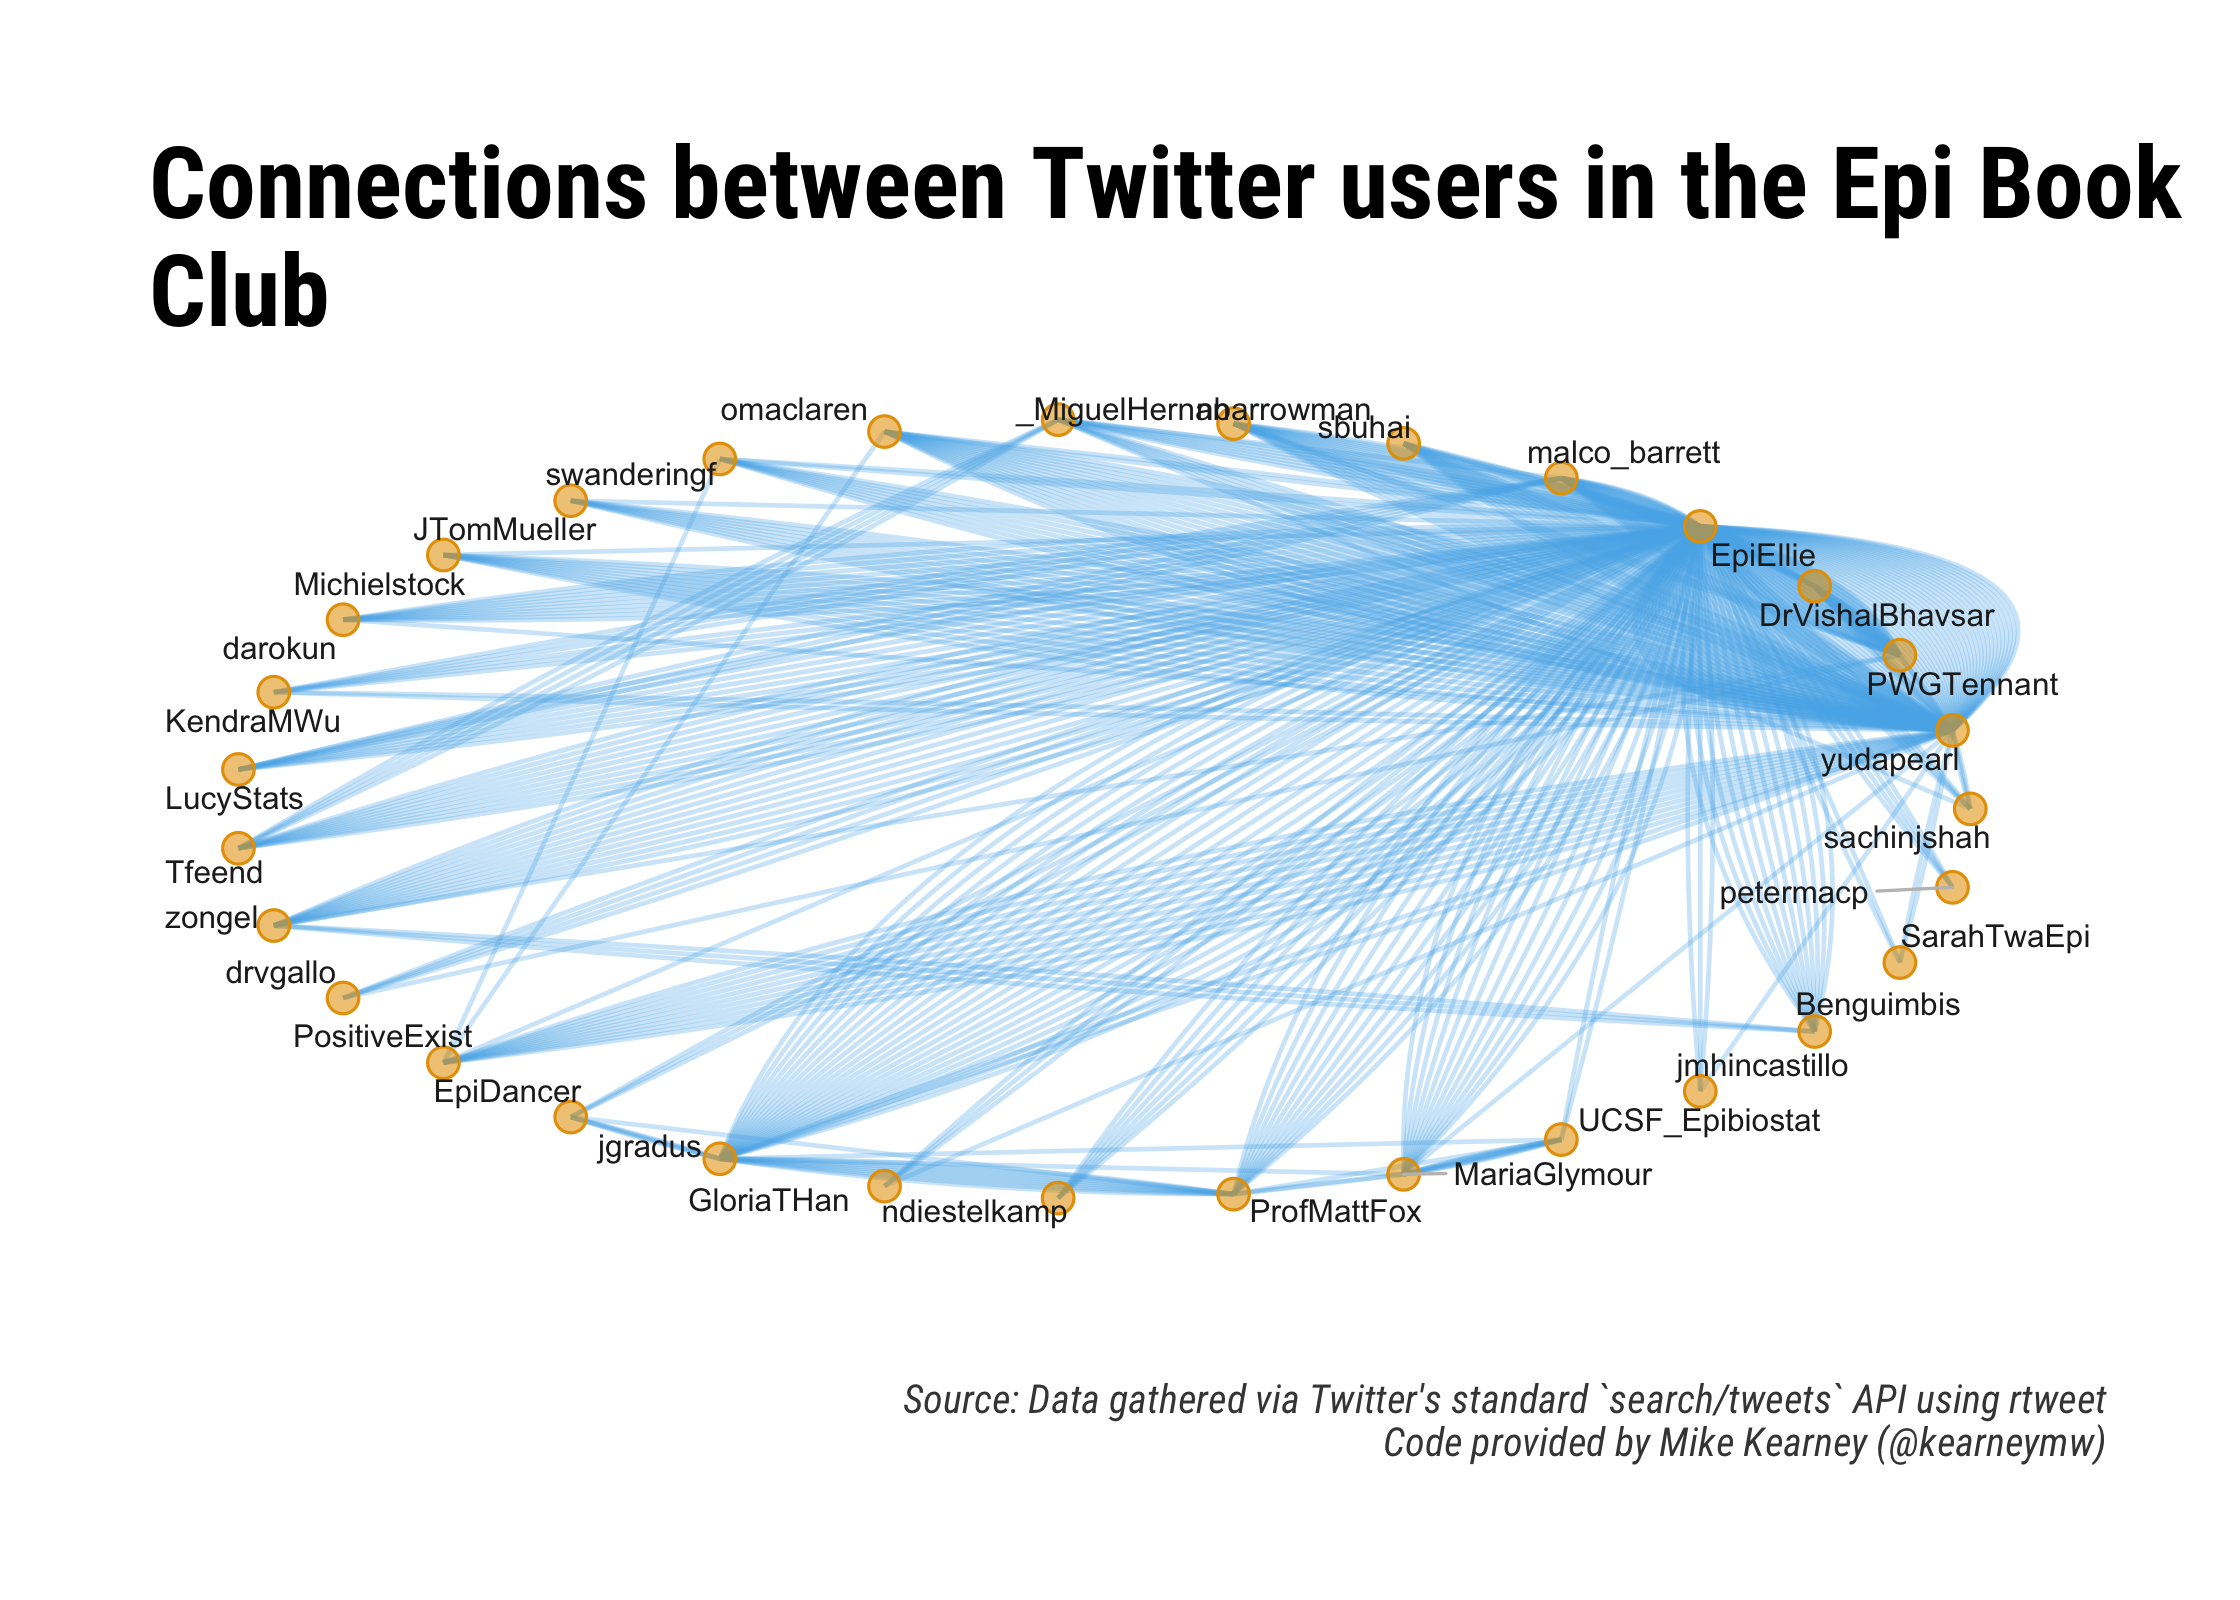 Connections between Twitter users in the Epi Book
Club
omaclaren
_MiguelHernan
nbarrowman
sbuhai
malco_barrett
swanderingf
JTomMueller
EpiEllie
Michielstock
DrVishalBhavsar
darokun
PWGTennant
KendraMWu
yudapearl
LucyStats
sachinjshah
Tfeend
petermacp
zongel
SarahTwaEpi
drvgallo
Benguimbis
PositiveExist
jmhincastillo
EpiDancer
UCSF_Epibiostat
jgradus
MariaGlymour
GloriaTHan
ndiestelkamp
ProfMattFox
Source: Data gathered via Twitter's standard `search/tweets` API using rtweet
Code provided by Mike Kearney (@kearneymw)